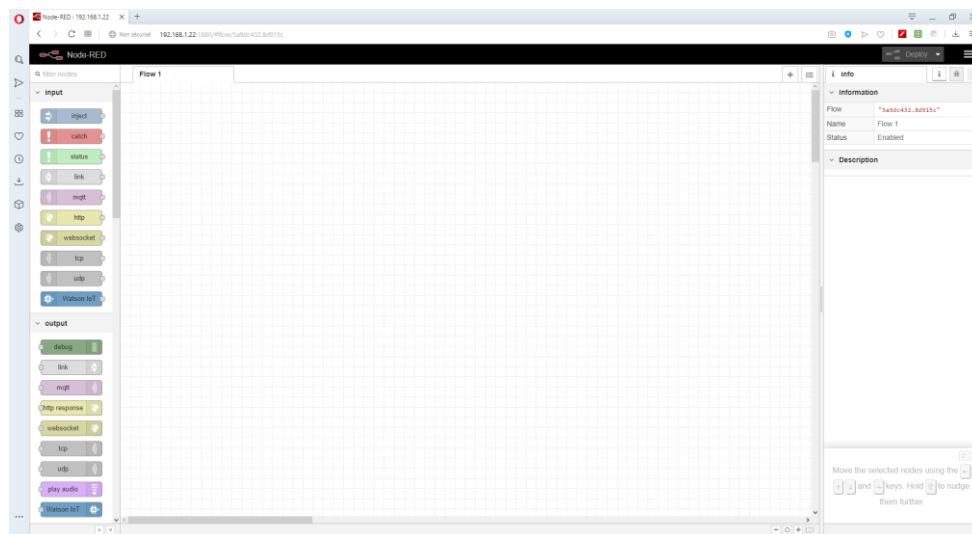 Node-RED : 192.168.1.22
Non sécurisé 192.168.1.22:1880/#flow/5a9dc432.8d915c
Node-RED
Deploy
filter nodes
Flow 1
i info
i
input
inject
catch
status
link
mqtt
http
websocket
tcp
udp
Watson IoT
output
debug
link
mqtt
http response
websocket
tcp
udp
play audio
Watson IoT
Information
Flow "5a9dc432.8d915c"
Name Flow 1
Status Enabled
Description
Move the selected nodes using the ←
↑ ↓ and → keys. Hold ⇧ to nudge
them further